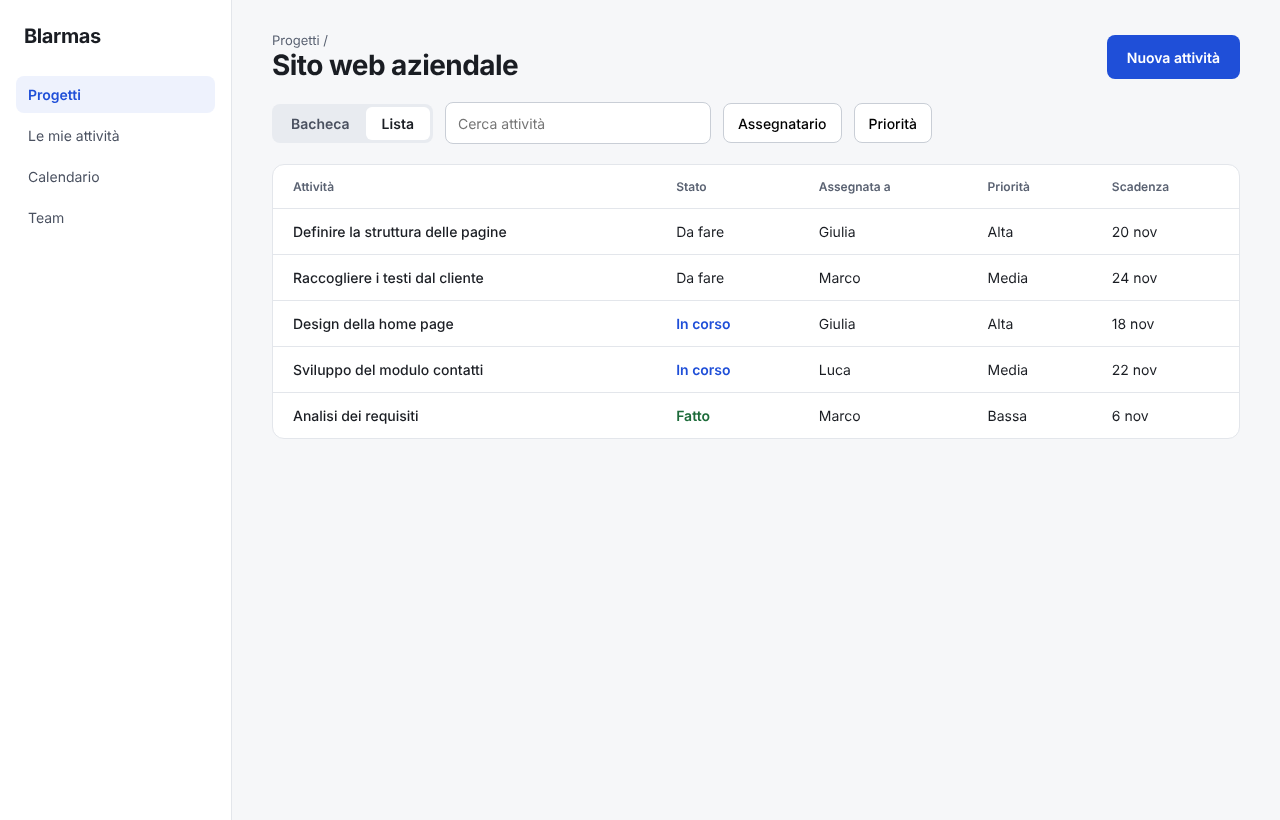 Blarmas
Progetti
Le mie attività
Calendario
Team
Progetti /
Sito web aziendale
Nuova attività
Bacheca Lista Cerca attività Assegnatario Priorità
Attività Stato Assegnata a Priorità Scadenza
Definire la struttura delle pagine Da fare Giulia Alta 20 nov
Raccogliere i testi dal cliente Da fare Marco Media 24 nov
Design della home page In corso Giulia Alta 18 nov
Sviluppo del modulo contatti In corso Luca Media 22 nov
Analisi dei requisiti Fatto Marco Bassa 6 nov